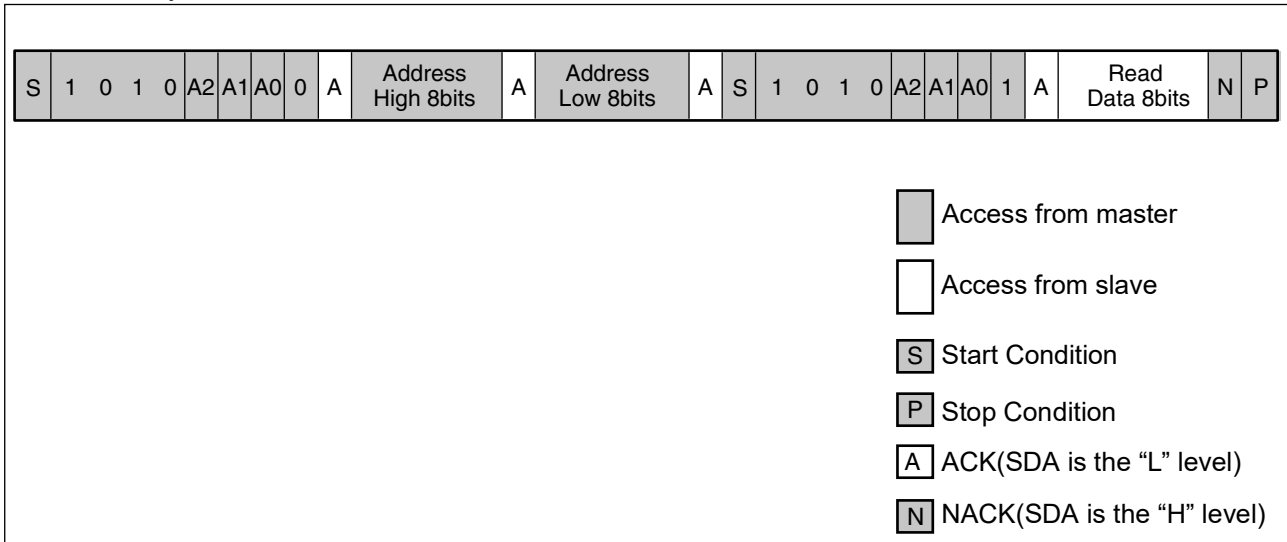 S 1 0 1 0 A2 A1 A0 0 A Address High 8bits A Address Low 8bits A S 1 0 1 0 A2 A1 A0 1 A Read Data 8bits N P
Access from master
Access from slave
S Start Condition
P Stop Condition
A ACK(SDA is the “L” level)
N NACK(SDA is the “H” level)